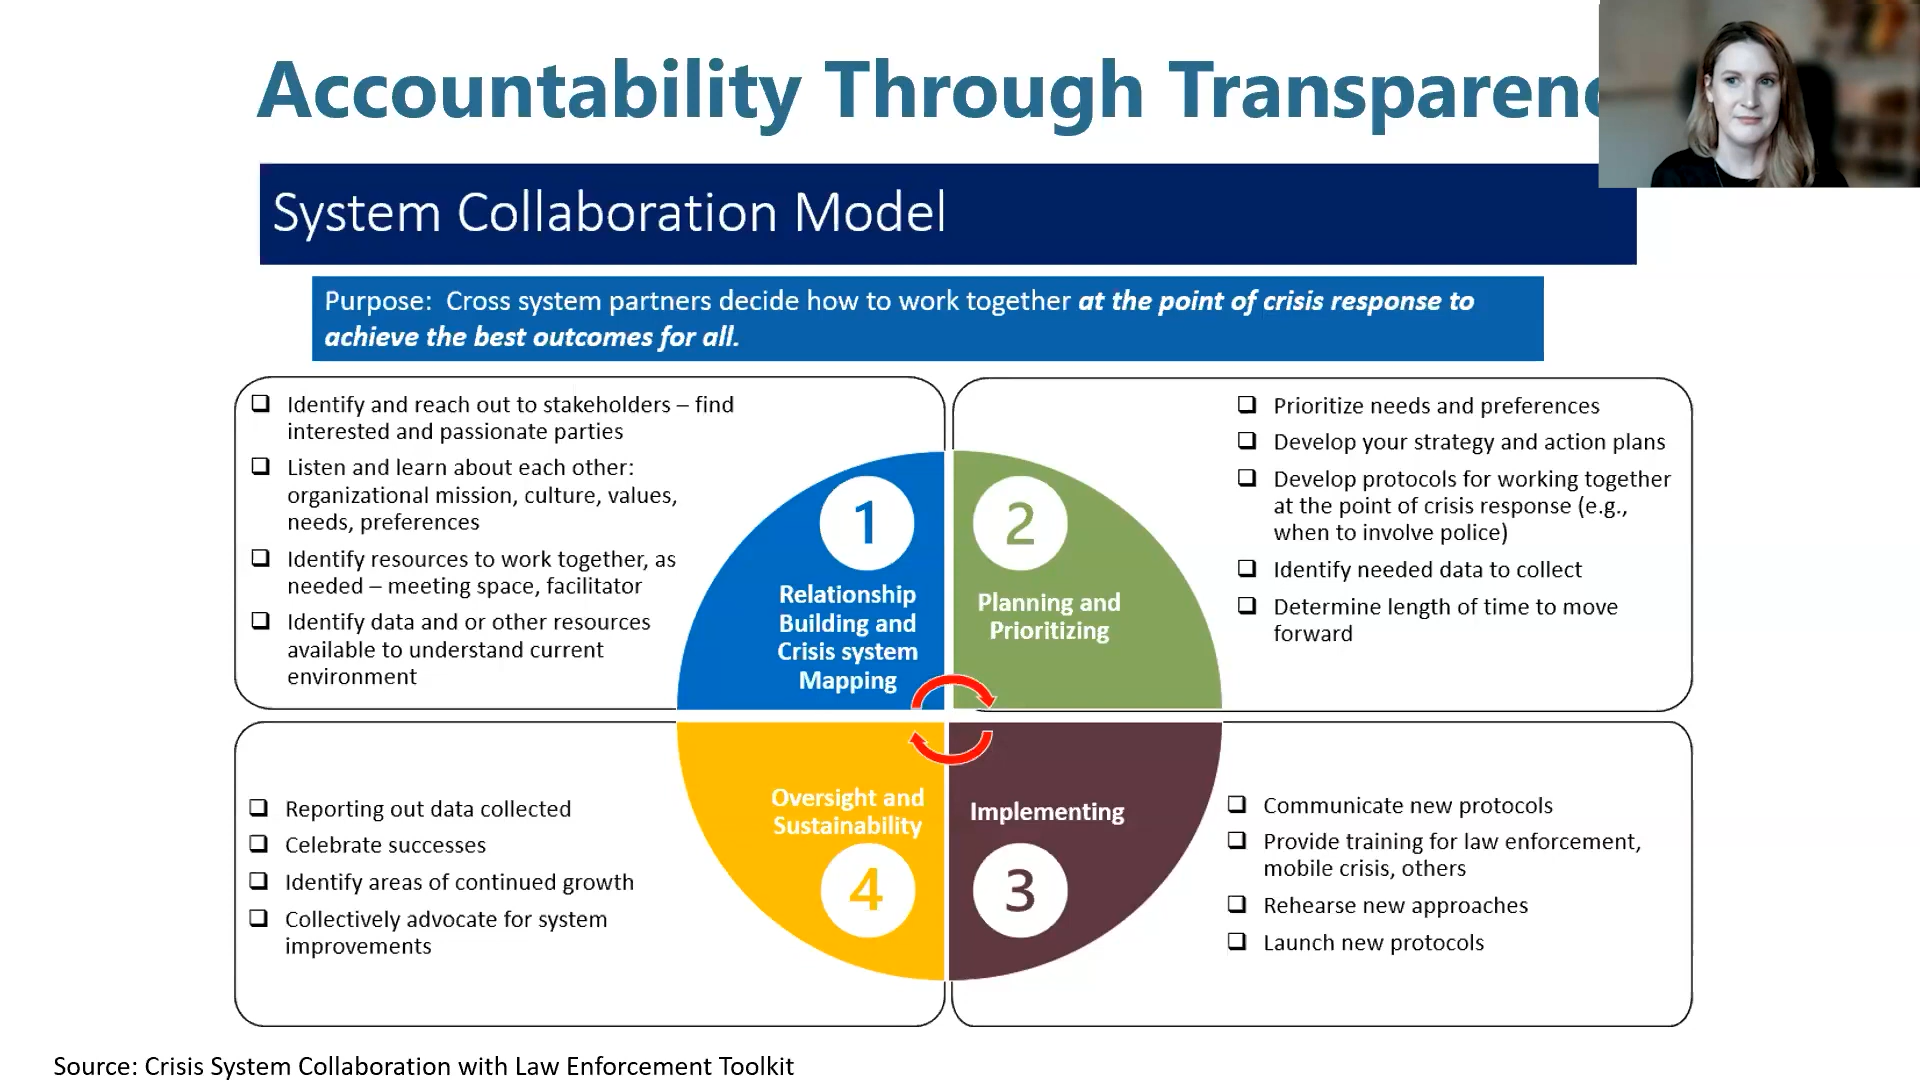 Accountability Through Transparenc
System Collaboration Model
Purpose: Cross system partners decide how to work together at the point of crisis response to
achieve the best outcomes for all.
❑ Identify and reach out to stakeholders – find
interested and passionate parties
❑ Listen and learn about each other:
organizational mission, culture, values,
needs, preferences
❑ Identify resources to work together, as
needed – meeting space, facilitator
❑ Identify data and or other resources
available to understand current
environment
1
Relationship
Building and
Crisis system
Mapping
2
Planning and
Prioritizing
❑ Prioritize needs and preferences
❑ Develop your strategy and action plans
❑ Develop protocols for working together
at the point of crisis response (e.g.,
when to involve police)
❑ Identify needed data to collect
❑ Determine length of time to move
forward
❑ Reporting out data collected
❑ Celebrate successes
❑ Identify areas of continued growth
❑ Collectively advocate for system
improvements
Oversight and
Sustainability
4
Implementing
3
❑ Communicate new protocols
❑ Provide training for law enforcement,
mobile crisis, others
❑ Rehearse new approaches
❑ Launch new protocols
Source: Crisis System Collaboration with Law Enforcement Toolkit